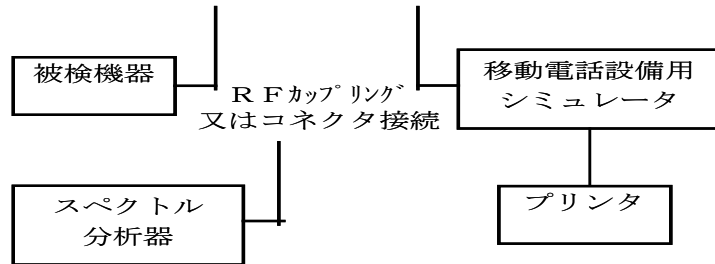 被検機器
ＲＦｶｯﾌﾟﾘﾝｸﾞ
又はコネクタ接続
移動電話設備用
シミュレータ
スペクトル
分析器
プリンタ